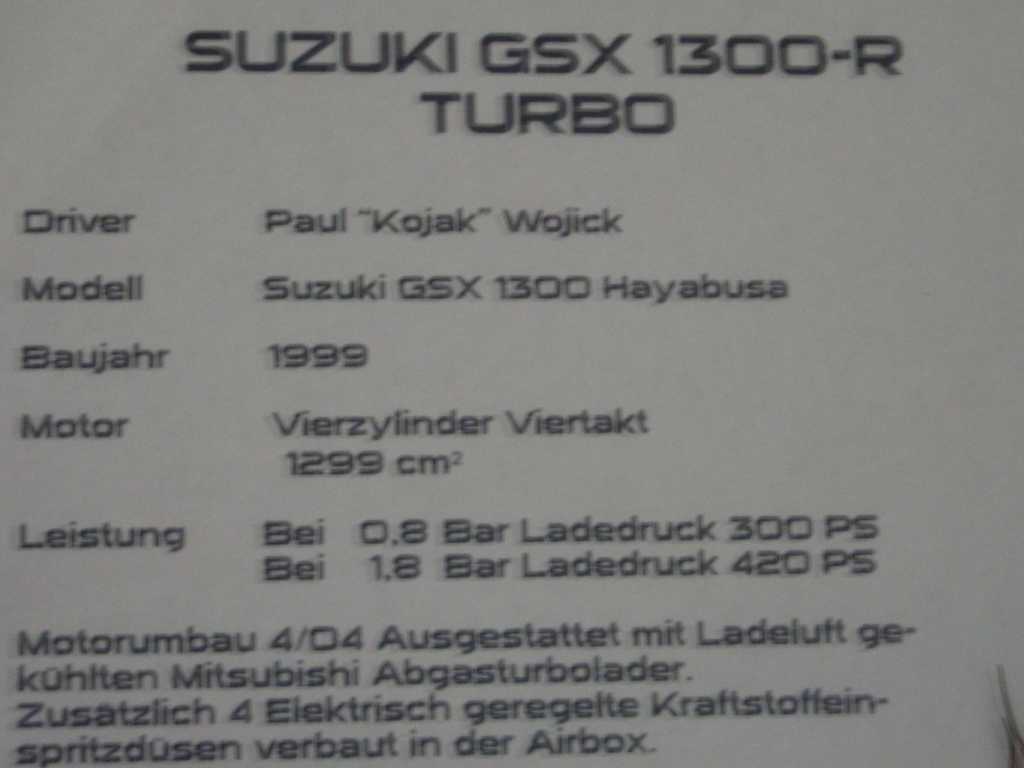 SUZUKI GSX 1300-R
TURBO
Driver Paul "Kojak" Wojick
Modell Suzuki GSX 1300 Hayabusa
Baujahr 1999
Motor Vierzylinder Viertakt
1299 cm²
Leistung Bei 0,8 Bar Ladedruck 300 PS
Bei 1,8 Bar Ladedruck 420 PS
Motorumbau 4/04 Ausgestattet mit Ladeluft ge-
kühlten Mitsubishi Abgasturbolader.
Zusätzlich 4 Elektrisch geregelte Kraftstoffein-
spritzdüsen verbaut in der Airbox.